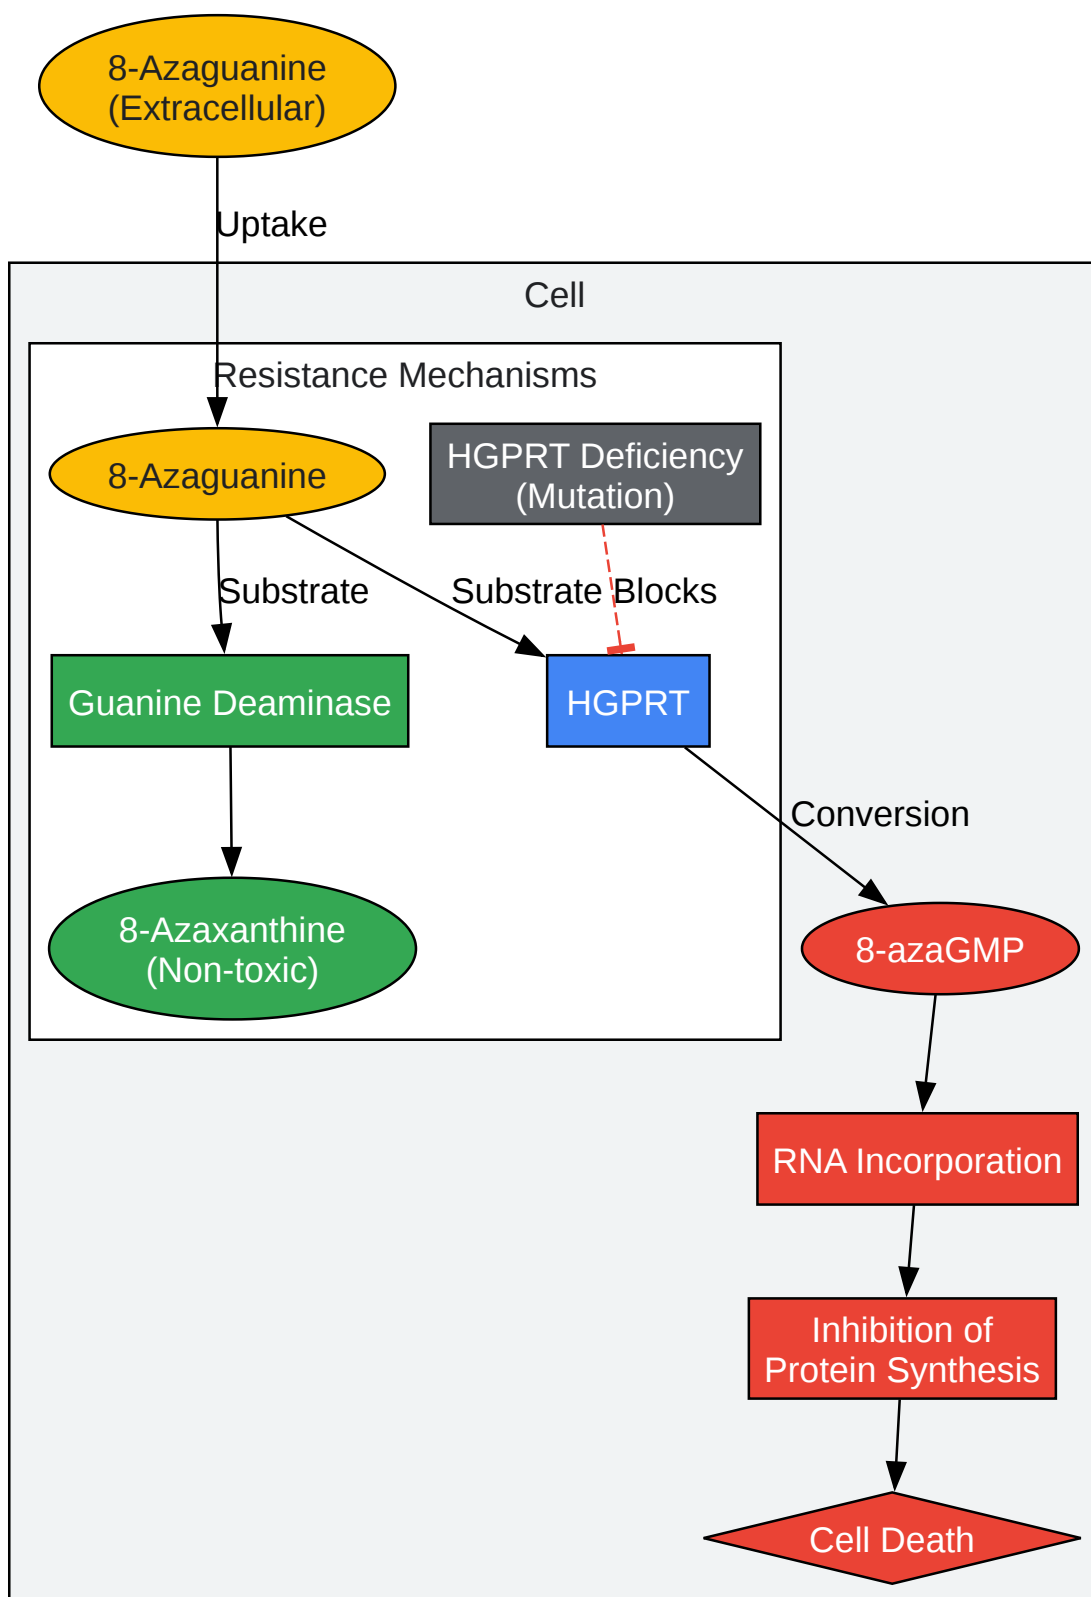 8-Azaguanine
(Extracellular)
Uptake
Cell
Resistance Mechanisms
8-Azaguanine
HGPRT Deficiency
(Mutation)
Substrate
Substrate
Blocks
Guanine Deaminase
HGPRT
Conversion
8-Azaxanthine
(Non-toxic)
8-azaGMP
RNA Incorporation
Inhibition of
Protein Synthesis
Cell Death